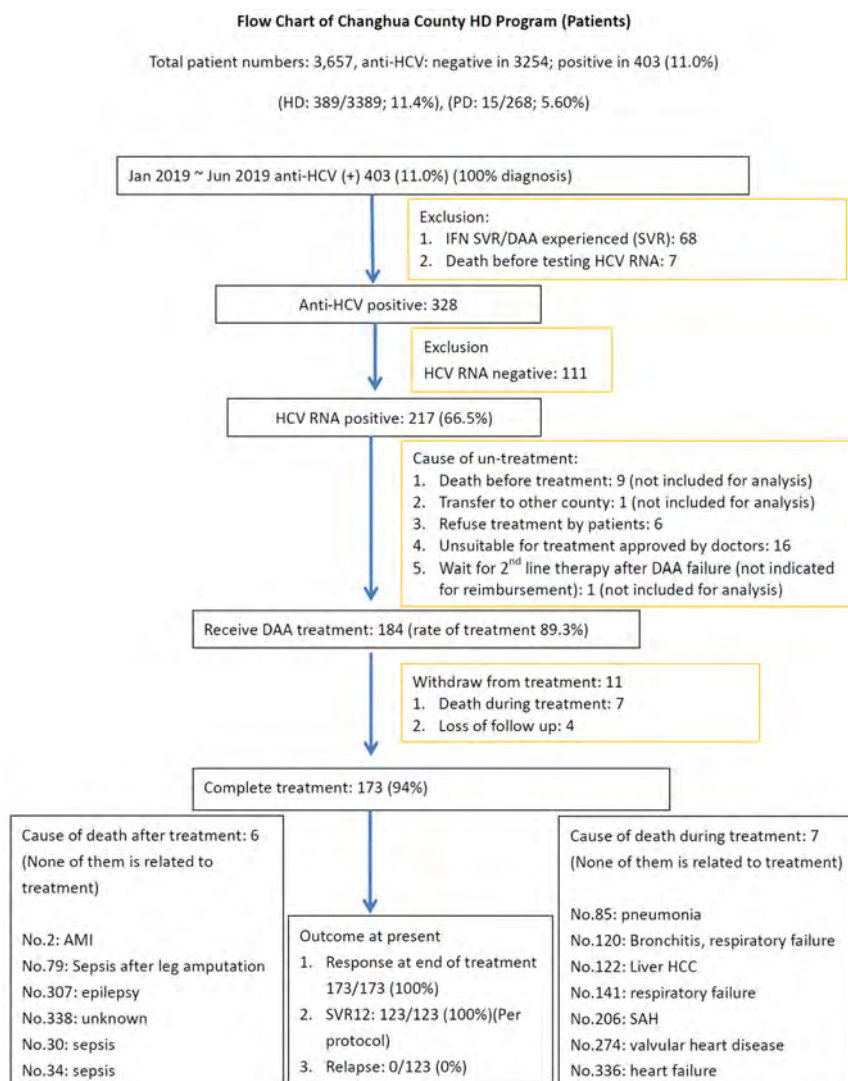 Flow Chart of Changhua County HD Program (Patients)
Total patient numbers: 3,657, anti-HCV: negative in 3254; positive in 403 (11.0%)
(HD: 389/3389; 11.4%), (PD: 15/268; 5.60%)
Jan 2019 ~ Jun 2019 anti-HCV (+) 403 (11.0%) (100% diagnosis)
Exclusion:
1. IFN SVR/DAA experienced (SVR): 68
2. Death before testing HCV RNA: 7
Anti-HCV positive: 328
Exclusion
HCV RNA negative: 111
HCV RNA positive: 217 (66.5%)
Cause of un-treatment:
1. Death before treatment: 9 (not included for analysis)
2. Transfer to other county: 1 (not included for analysis)
3. Refuse treatment by patients: 6
4. Unsuitable for treatment approved by doctors: 16
5. Wait for 2nd line therapy after DAA failure (not indicated
for reimbursement): 1 (not included for analysis)
Receive DAA treatment: 184 (rate of treatment 89.3%)
Withdraw from treatment: 11
1. Death during treatment: 7
2. Loss of follow up: 4
Complete treatment: 173 (94%)
Cause of death after treatment: 6
(None of them is related to
treatment)
No.2: AMI
No.79: Sepsis after leg amputation
No.307: epilepsy
No.338: unknown
No.30: sepsis
No.34: sepsis
Outcome at present
1. Response at end of treatment
173/173 (100%)
2. SVR12: 123/123 (100%)(Per
protocol)
3. Relapse: 0/123 (0%)
Cause of death during treatment: 7
(None of them is related to treatment)
No.85: pneumonia
No.120: Bronchitis, respiratory failure
No.122: Liver HCC
No.141: respiratory failure
No.206: SAH
No.274: valvular heart disease
No.336: heart failure